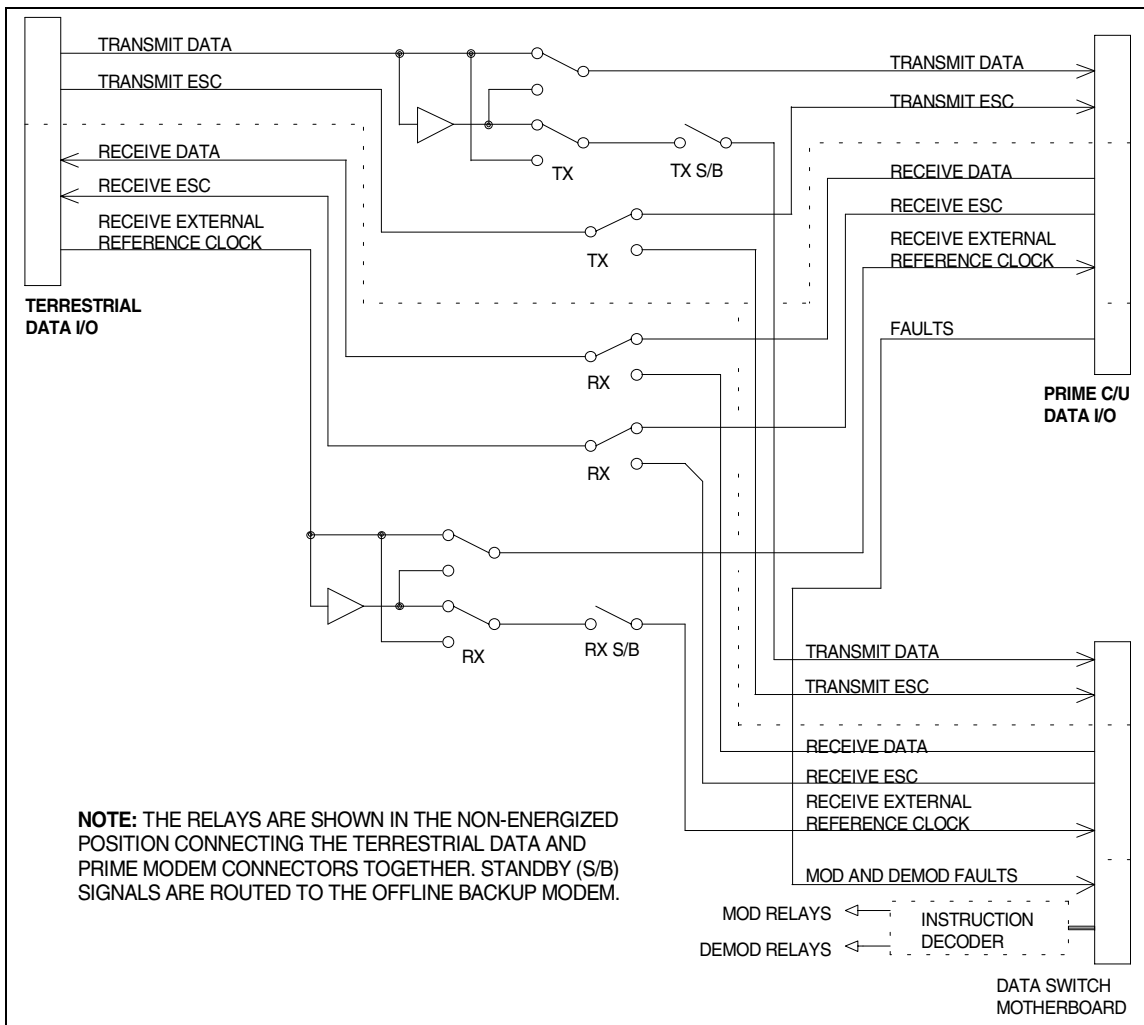 TRANSMIT DATA
TRANSMIT ESC
RECEIVE DATA
RECEIVE ESC
RECEIVE EXTERNAL
REFERENCE CLOCK
TERRESTRIAL
DATA I/O
TX
TX S/B
TX
RX
RX
RX
RX S/B
TRANSMIT DATA
TRANSMIT ESC
RECEIVE DATA
RECEIVE ESC
RECEIVE EXTERNAL
REFERENCE CLOCK
FAULTS
PRIME C/U
DATA I/O
TRANSMIT DATA
TRANSMIT ESC
RECEIVE DATA
RECEIVE ESC
RECEIVE EXTERNAL
REFERENCE CLOCK
MOD AND DEMOD FAULTS
MOD RELAYS
DEMOD RELAYS
INSTRUCTION
DECODER
DATA SWITCH
MOTHERBOARD
NOTE: THE RELAYS ARE SHOWN IN THE NON-ENERGIZED
POSITION CONNECTING THE TERRESTRIAL DATA AND
PRIME MODEM CONNECTORS TOGETHER. STANDBY (S/B)
SIGNALS ARE ROUTED TO THE OFFLINE BACKUP MODEM.